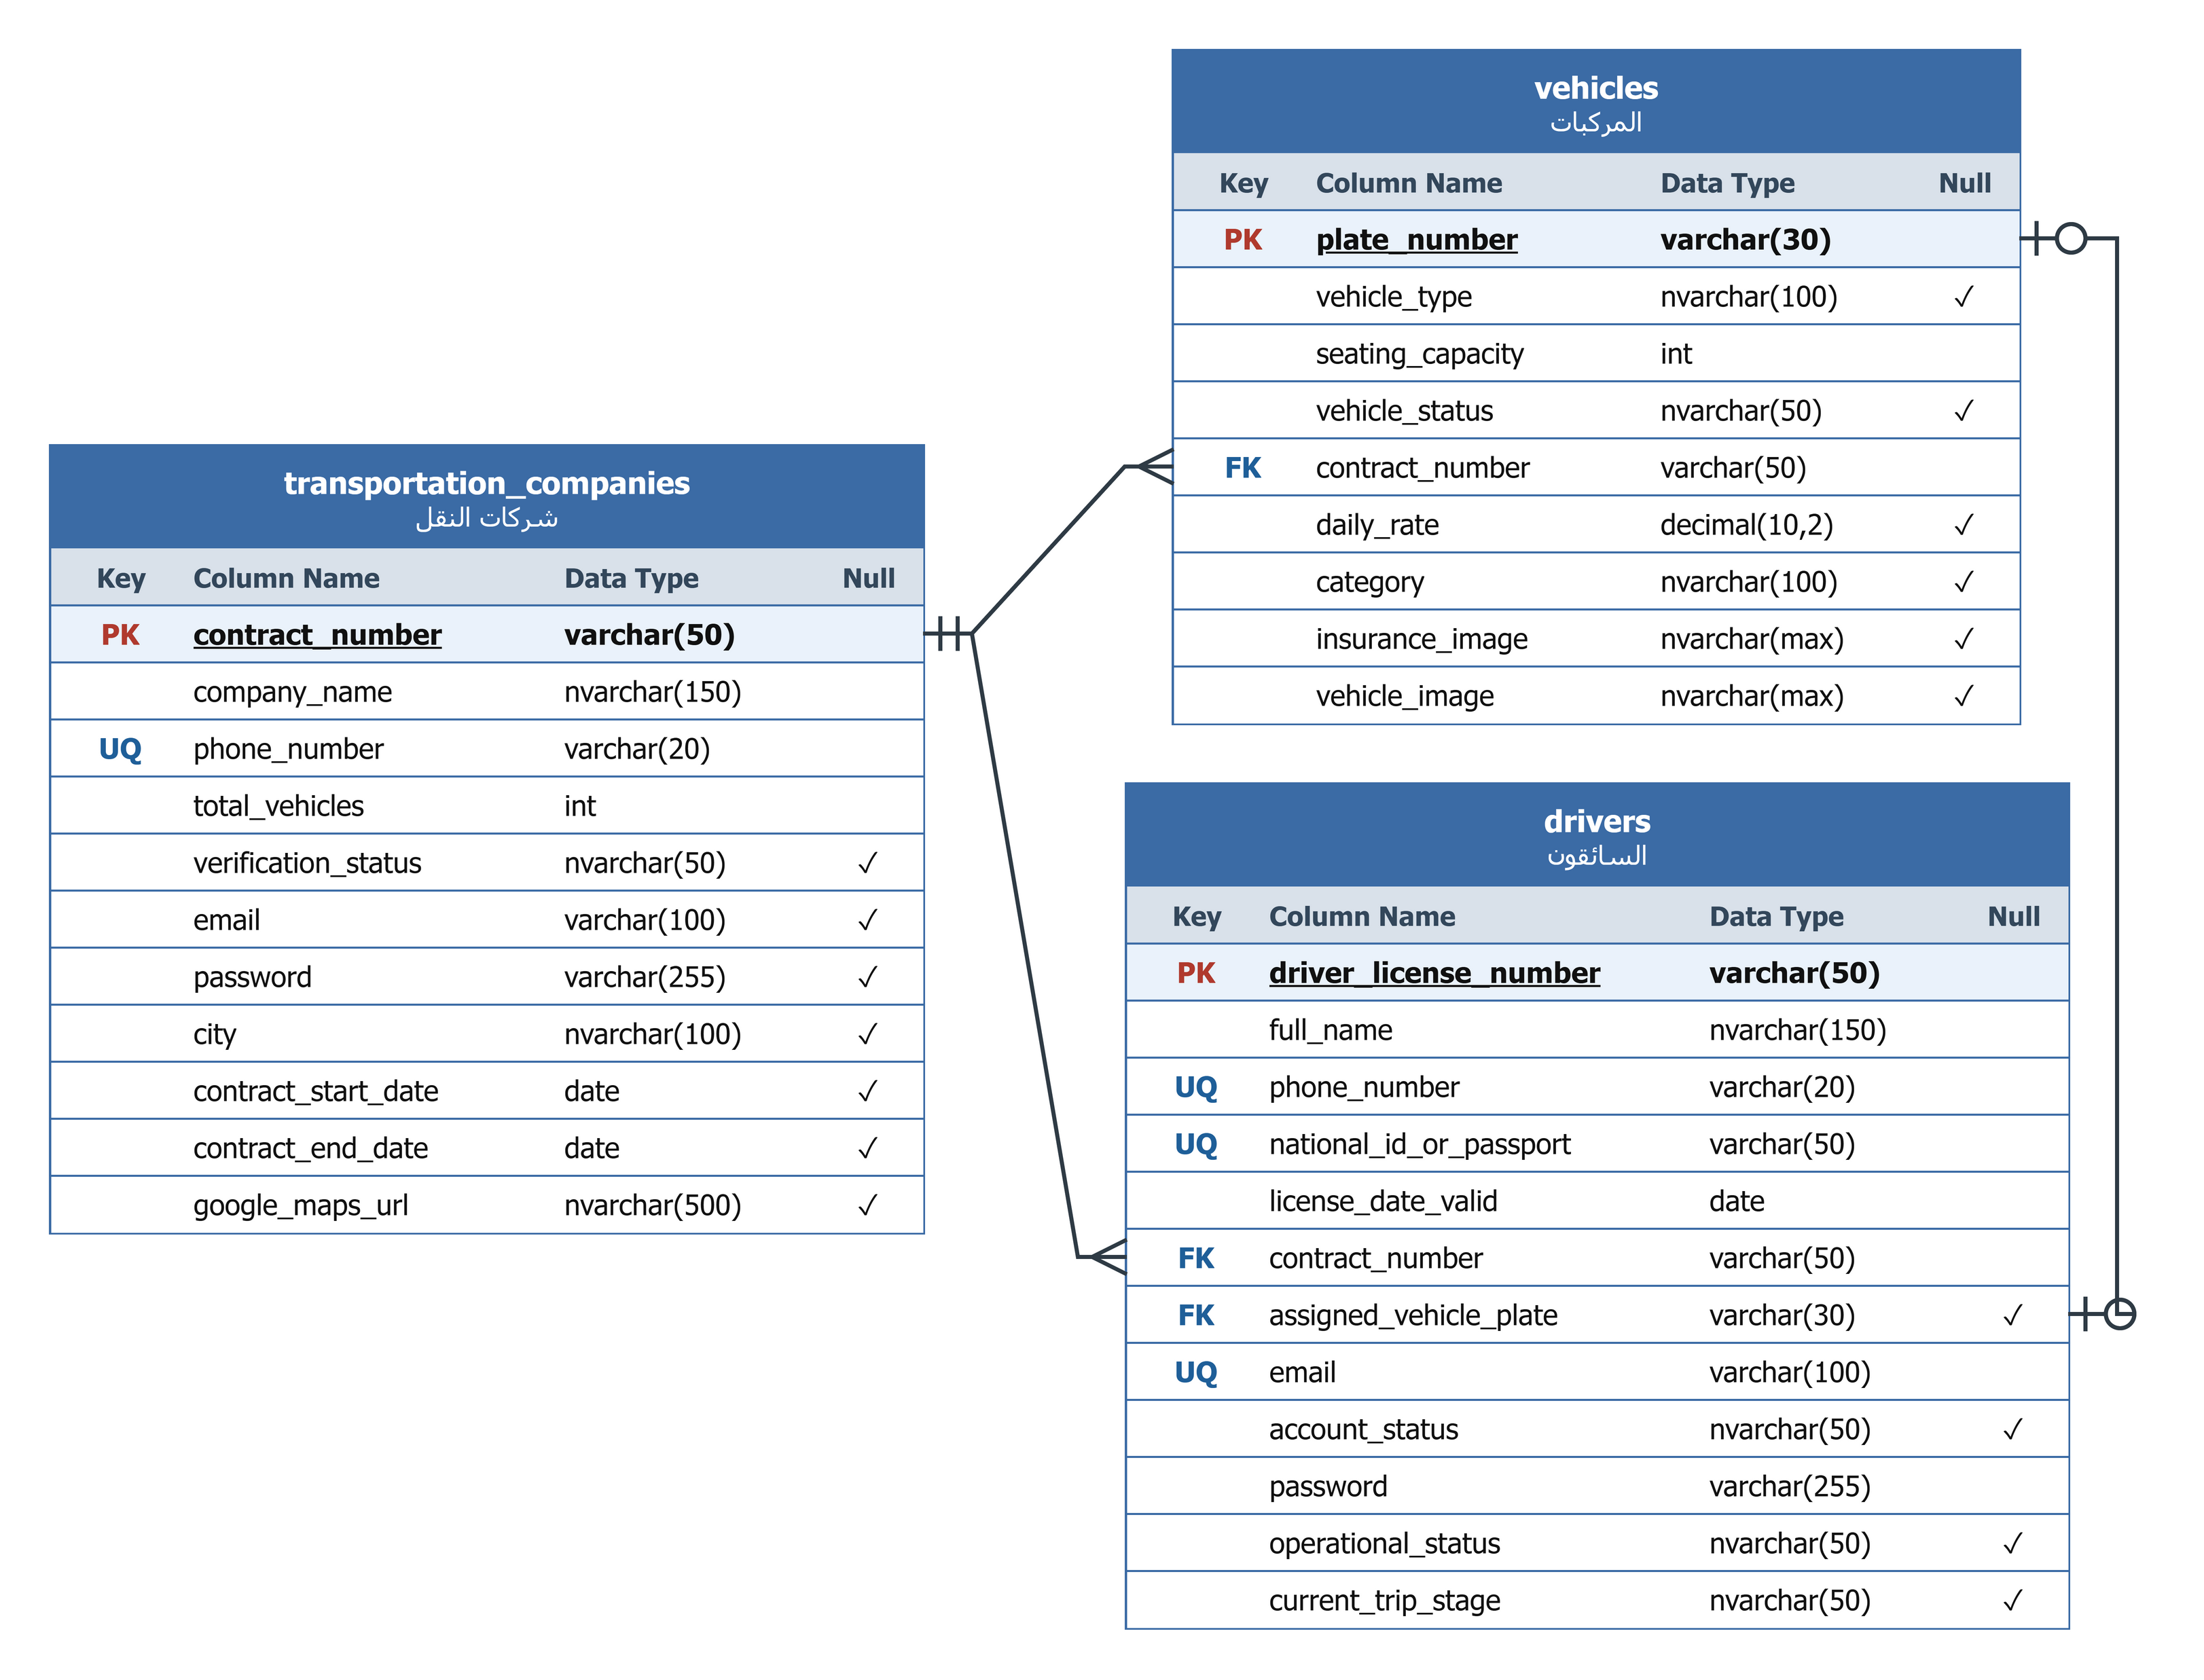 vehicles
المركبات
Key Column Name Data Type Null
PK plate_number varchar(30)
vehicle_type nvarchar(100) ✓
seating_capacity int
vehicle_status nvarchar(50) ✓
FK contract_number varchar(50)
daily_rate decimal(10,2) ✓
category nvarchar(100) ✓
insurance_image nvarchar(max) ✓
vehicle_image nvarchar(max) ✓
transportation_companies
شركات النقل
Key Column Name Data Type Null
PK contract_number varchar(50)
company_name nvarchar(150)
UQ phone_number varchar(20)
total_vehicles int
verification_status nvarchar(50) ✓
email varchar(100) ✓
password varchar(255) ✓
city nvarchar(100) ✓
contract_start_date date ✓
contract_end_date date ✓
google_maps_url nvarchar(500) ✓
drivers
السائقون
Key Column Name Data Type Null
PK driver_license_number varchar(50)
full_name nvarchar(150)
UQ phone_number varchar(20)
UQ national_id_or_passport varchar(50)
license_date_valid date
FK contract_number varchar(50)
FK assigned_vehicle_plate varchar(30) ✓
UQ email varchar(100)
account_status nvarchar(50) ✓
password varchar(255)
operational_status nvarchar(50) ✓
current_trip_stage nvarchar(50) ✓